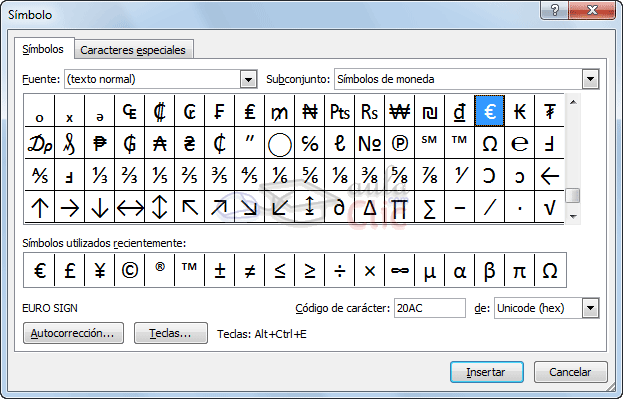 Símbolo
Símbolos Caracteres especiales
Fuente: (texto normal) Subconjunto: Símbolos de moneda
ₒ ₓ ₔ ₠ ₡ ₢ ₣ ₤ ₥ ₦ ₧ ₨ ₩ ₪ ₫ € ₭ ₮
₯ ₰ ₱ ₲ ₳ ₴ ₵ ″ ⃝ ℅ ℓ № ℗ ℠ ™ Ω ℮ Ⅎ
⅍ ⅎ ⅓ ⅔ ⅕ ⅖ ⅗ ⅘ ⅙ ⅚ ⅛ ⅜ ⅝ ⅞ ⅟ Ↄ ↄ ←
↑ → ↓ ↔ ↕ ↖ ↗ ↘ ↙ ↨ ∂ ∆ ∏ ∑ − ∕ ∙ √
aula Clic
Símbolos utilizados recientemente:
€ £ ¥ © ® ™ ± ≠ ≤ ≥ ÷ × ∞ µ α β π Ω
EURO SIGN Código de carácter: 20AC de: Unicode (hex)
Autocorrección... Teclas... Teclas: Alt+Ctrl+E
Insertar Cancelar